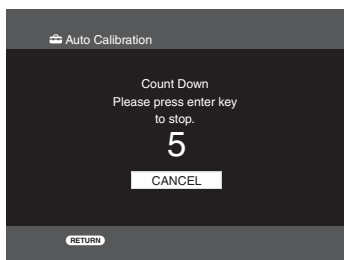 Auto Calibration
Count Down
Please press enter key
to stop.
5
CANCEL
RETURN